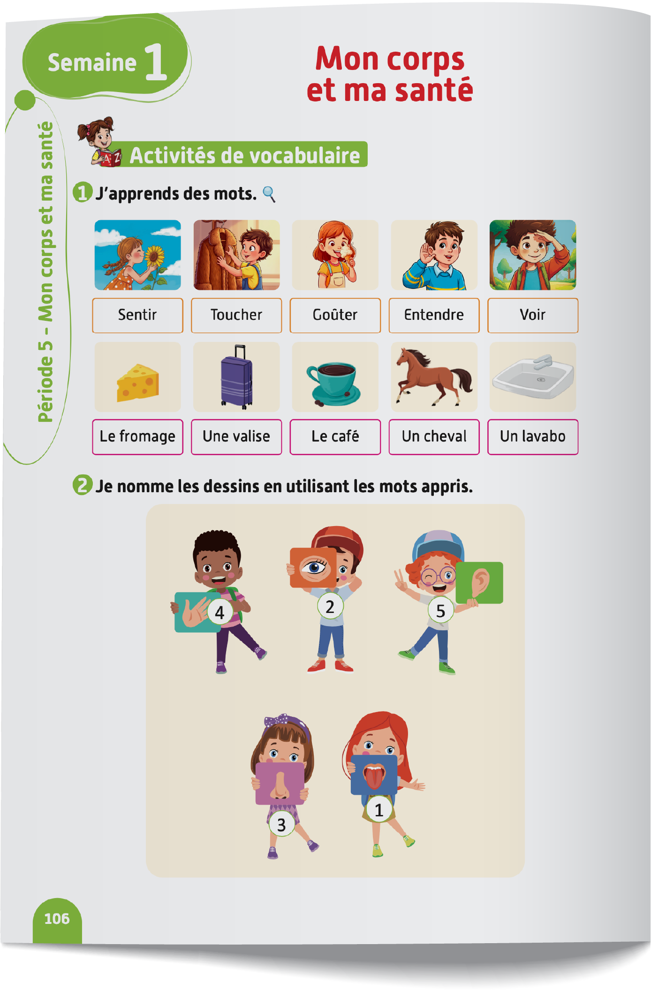 Semaine 1
Mon corps
et ma santé
Période 5 - Mon corps et ma santé
A Z
Activités de vocabulaire
1 J'apprends des mots.
Sentir
Toucher
Goûter
Entendre
Voir
Le fromage
Une valise
Le café
Un cheval
Un lavabo
2 Je nomme les dessins en utilisant les mots appris.
4
2
5
3
1
106